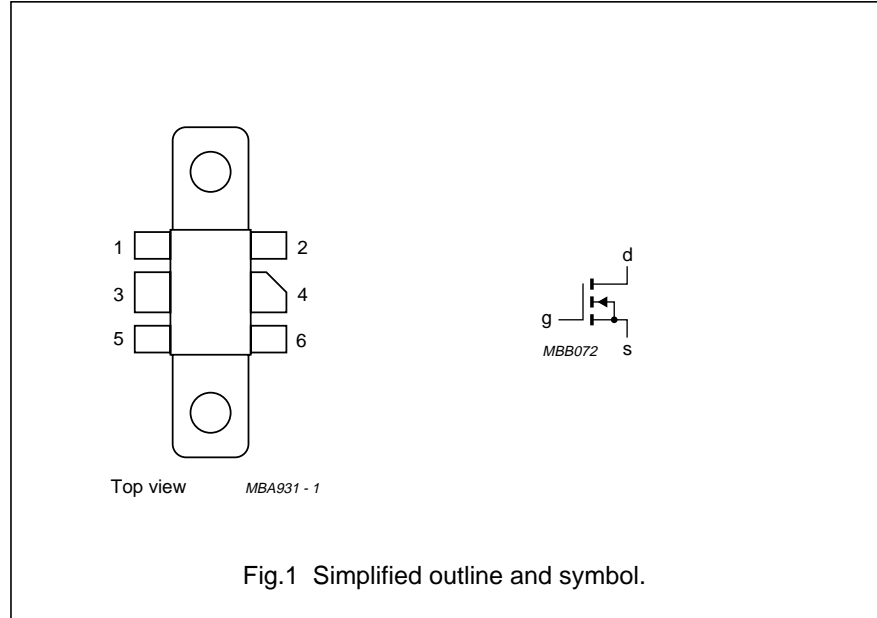 1 2
3 4
5 6
d
g
s
MBB072
Top view MBA931 - 1
Fig.1 Simplified outline and symbol.